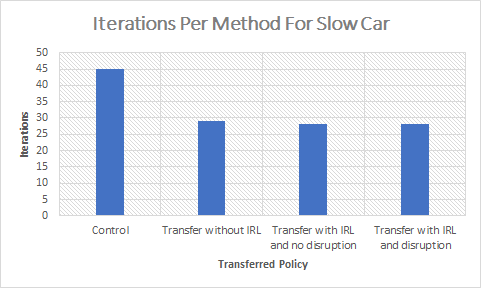 Iterations Per Method For Slow Car
50
45
40
35
30
25
20
15
10
5
0
Iterations
Control
Transfer without IRL
Transfer with IRL
and no disruption
Transfer with IRL
and disruption
Transferred Policy